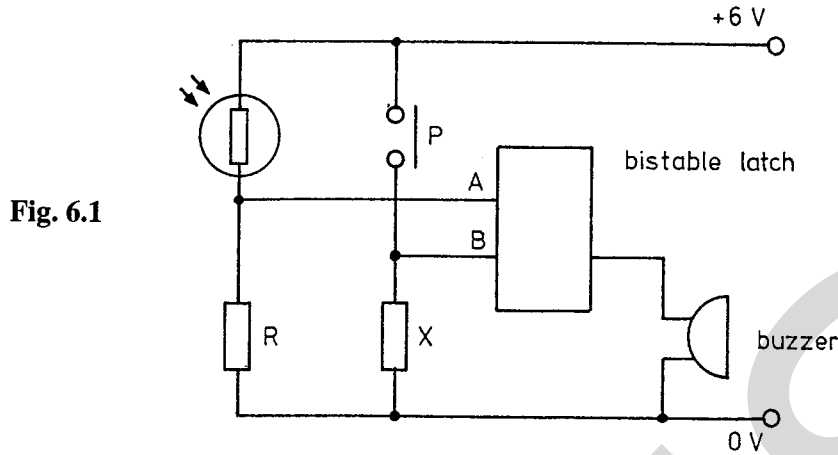 +6 V
P
A
bistable latch
Fig. 6.1
B
R
X
buzzer
0 V